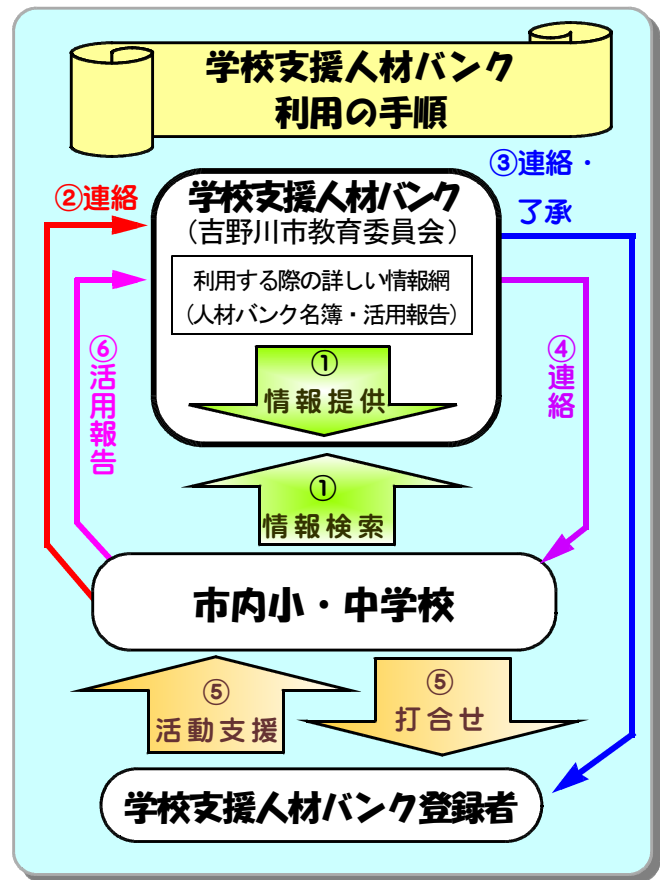 学校支援人材バンク
利用の手順
③連絡・
了承
②連絡
学校支援人材バンク
（吉野川市教育委員会）
利用する際の詳しい情報網
（人材バンク名簿・活用報告）
①
情報提供
⑥活用報告
④連絡
①
情報検索
市内小・中学校
⑤
活動支援
⑤
打合せ
学校支援人材バンク登録者